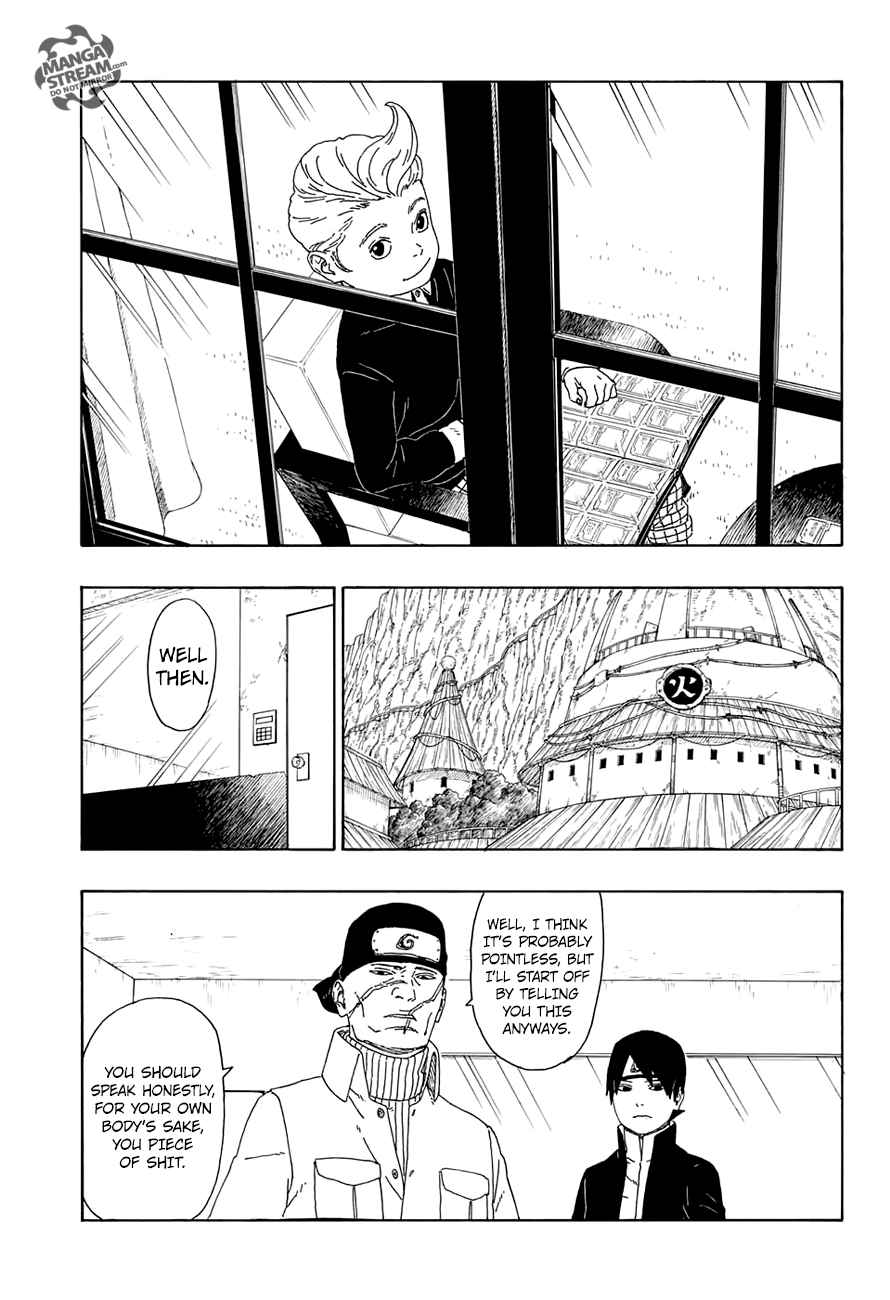 MANGA
STREAM.com
DO NOT MIRROR
WELL
THEN.
火
WELL, I THINK
IT'S PROBABLY
POINTLESS, BUT
I'LL START OFF
BY TELLING
YOU THIS
ANYWAYS.
YOU SHOULD
SPEAK HONESTLY,
FOR YOUR OWN
BODY'S SAKE,
YOU PIECE
OF SHIT.